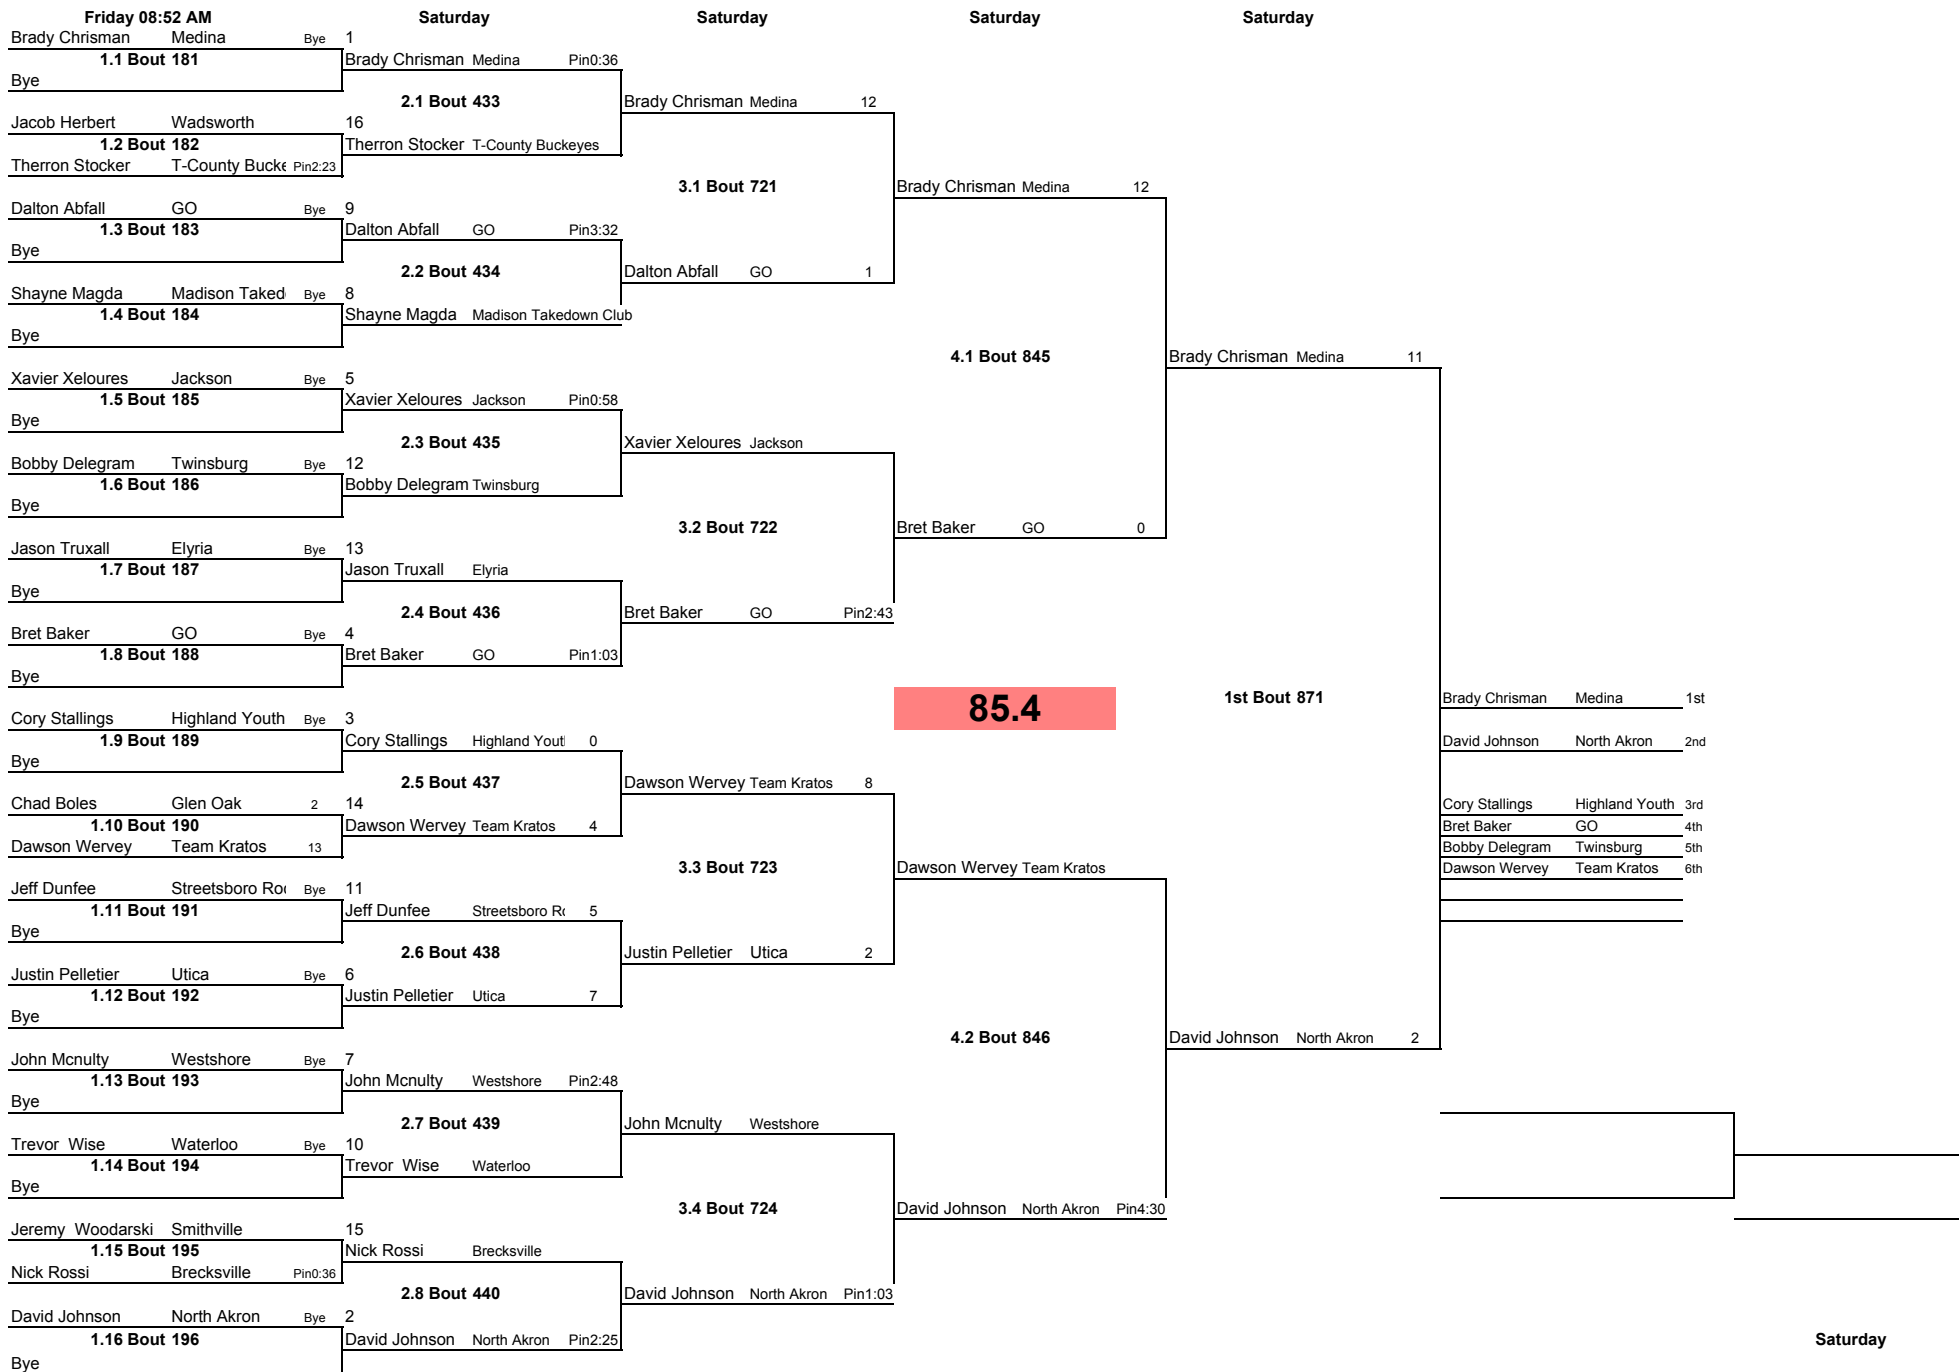 Friday 08:52 AM Saturday Saturday Saturday Saturday
Brady Chrisman Medina Bye 1
1.1 Bout 181 Brady Chrisman Medina Pin0:36
Bye
2.1 Bout 433 Brady Chrisman Medina 12
Jacob Herbert Wadsworth 16
1.2 Bout 182 Therron Stocker T-County Buckeyes
Therron Stocker T-County Bucke Pin2:23
3.1 Bout 721 Brady Chrisman Medina 12
Dalton Abfall GO Bye 9
1.3 Bout 183 Dalton Abfall GO Pin3:32
Bye
2.2 Bout 434 Dalton Abfall GO 1
Shayne Magda Madison Taked Bye 8
1.4 Bout 184 Shayne Magda Madison Takedown Club
Bye
4.1 Bout 845 Brady Chrisman Medina 11
Xavier Xeloures Jackson Bye 5
1.5 Bout 185 Xavier Xeloures Jackson Pin0:58
Bye
2.3 Bout 435 Xavier Xeloures Jackson
Bobby Delegram Twinsburg Bye 12
1.6 Bout 186 Bobby Delegram Twinsburg
Bye
3.2 Bout 722 Bret Baker GO 0
Jason Truxall Elyria Bye 13
1.7 Bout 187 Jason Truxall Elyria
Bye
2.4 Bout 436 Bret Baker GO Pin2:43
Bret Baker GO Bye 4
1.8 Bout 188 Bret Baker GO Pin1:03
Bye
85.4 1st Bout 871 Brady Chrisman Medina 1st
Cory Stallings Highland Youth Bye 3
1.9 Bout 189 Cory Stallings Highland Yout 0 David Johnson North Akron 2nd
Bye
2.5 Bout 437 Dawson Wervey Team Kratos 8
Chad Boles Glen Oak 2 14 Cory Stallings Highland Youth 3rd
1.10 Bout 190 Dawson Wervey Team Kratos 4 Bret Baker GO 4th
Dawson Wervey Team Kratos 13 Bobby Delegram Twinsburg 5th
3.3 Bout 723 Dawson Wervey Team Kratos Dawson Wervey Team Kratos 6th
Jeff Dunfee Streetsboro Roc Bye 11
1.11 Bout 191 Jeff Dunfee Streetsboro Ro 5
Bye
2.6 Bout 438 Justin Pelletier Utica 2
Justin Pelletier Utica Bye 6
1.12 Bout 192 Justin Pelletier Utica 7
Bye
4.2 Bout 846 David Johnson North Akron 2
John Mcnulty Westshore Bye 7
1.13 Bout 193 John Mcnulty Westshore Pin2:48
Bye
2.7 Bout 439 John Mcnulty Westshore
Trevor Wise Waterloo Bye 10
1.14 Bout 194 Trevor Wise Waterloo
Bye
3.4 Bout 724 David Johnson North Akron Pin4:30
Jeremy Woodarski Smithville 15
1.15 Bout 195 Nick Rossi Brecksville
Nick Rossi Brecksville Pin0:36
2.8 Bout 440 David Johnson North Akron Pin1:03
David Johnson North Akron Bye 2
1.16 Bout 196 David Johnson North Akron Pin2:25 Saturday
Bye